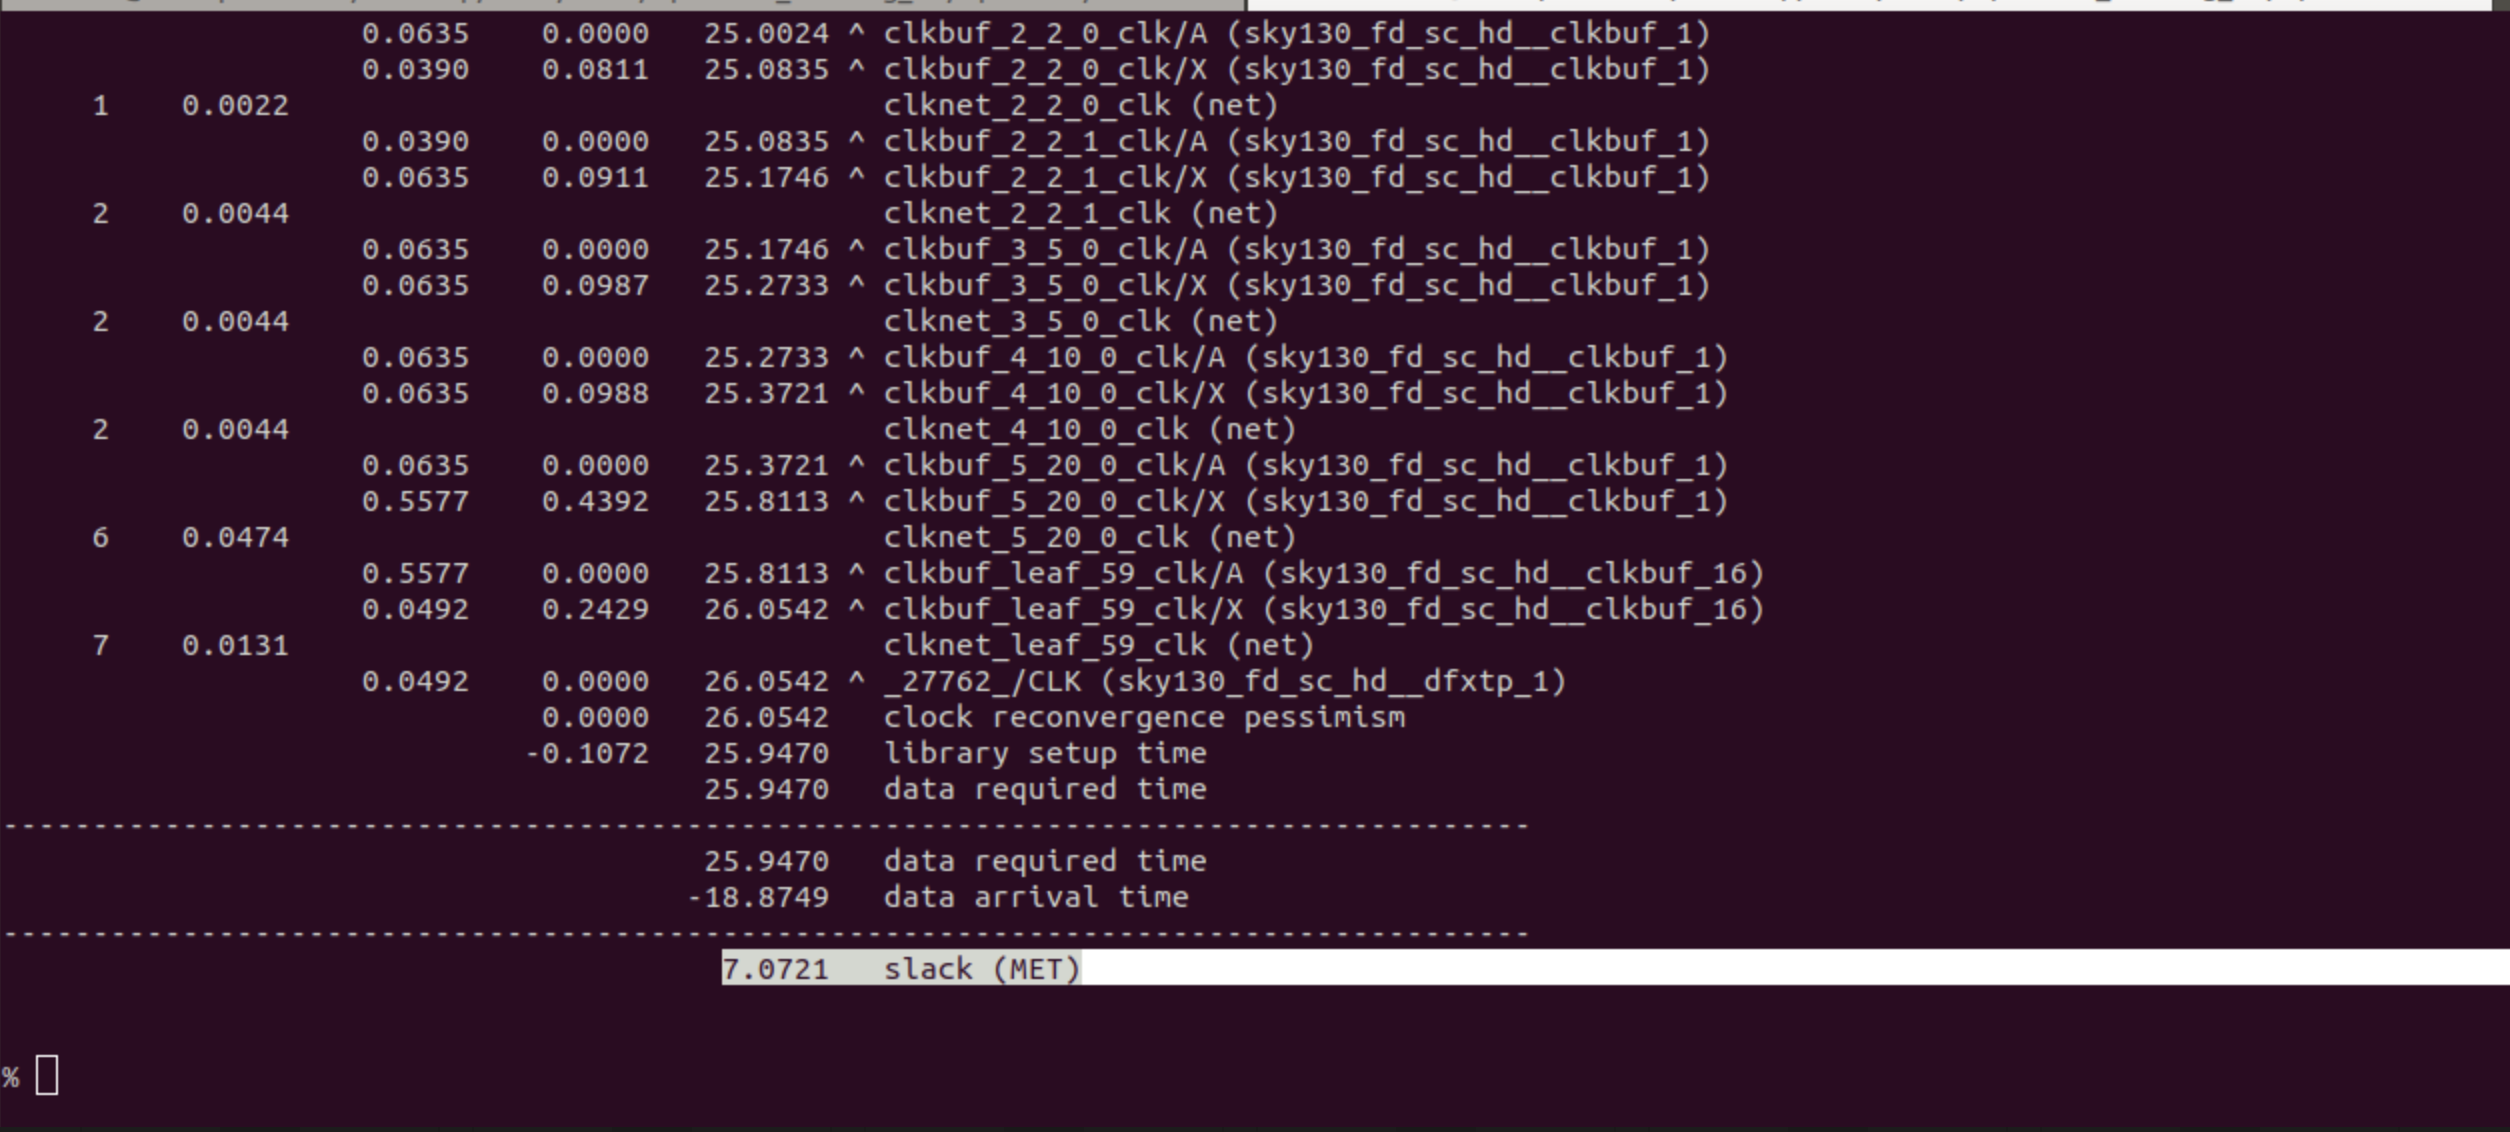 0.0635 0.0000 25.0024 ^ clkbuf_2_2_0_clk/A (sky130_fd_sc_hd__clkbuf_1)
0.0390 0.0811 25.0835 ^ clkbuf_2_2_0_clk/X (sky130_fd_sc_hd__clkbuf_1)
1 0.0022 clknet_2_2_0_clk (net)
0.0390 0.0000 25.0835 ^ clkbuf_2_2_1_clk/A (sky130_fd_sc_hd__clkbuf_1)
0.0635 0.0911 25.1746 ^ clkbuf_2_2_1_clk/X (sky130_fd_sc_hd__clkbuf_1)
2 0.0044 clknet_2_2_1_clk (net)
0.0635 0.0000 25.1746 ^ clkbuf_3_5_0_clk/A (sky130_fd_sc_hd__clkbuf_1)
0.0635 0.0987 25.2733 ^ clkbuf_3_5_0_clk/X (sky130_fd_sc_hd__clkbuf_1)
2 0.0044 clknet_3_5_0_clk (net)
0.0635 0.0000 25.2733 ^ clkbuf_4_10_0_clk/A (sky130_fd_sc_hd__clkbuf_1)
0.0635 0.0988 25.3721 ^ clkbuf_4_10_0_clk/X (sky130_fd_sc_hd__clkbuf_1)
2 0.0044 clknet_4_10_0_clk (net)
0.0635 0.0000 25.3721 ^ clkbuf_5_20_0_clk/A (sky130_fd_sc_hd__clkbuf_1)
0.5577 0.4392 25.8113 ^ clkbuf_5_20_0_clk/X (sky130_fd_sc_hd__clkbuf_1)
6 0.0474 clknet_5_20_0_clk (net)
0.5577 0.0000 25.8113 ^ clkbuf_leaf_59_clk/A (sky130_fd_sc_hd__clkbuf_16)
0.0492 0.2429 26.0542 ^ clkbuf_leaf_59_clk/X (sky130_fd_sc_hd__clkbuf_16)
7 0.0131 clknet_leaf_59_clk (net)
0.0492 0.0000 26.0542 ^ _27762_/CLK (sky130_fd_sc_hd__dfxtp_1)
0.0000 26.0542 clock reconvergence pessimism
-0.1072 25.9470 library setup time
25.9470 data required time
-------------------------------------------------------------------------------------
25.9470 data required time
-18.8749 data arrival time
-------------------------------------------------------------------------------------
7.0721 slack (MET)
%